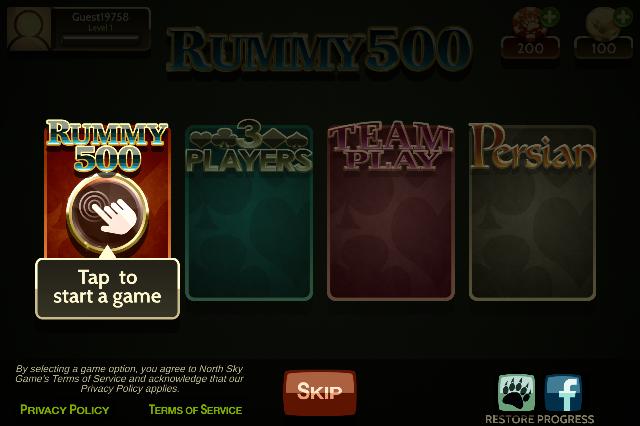 Guest19758
Level 1
RUMMY 500
200
100
RUMMY
500
3
PLAYERS
TEAM
PLAY
Persian
Tap to
start a game
By selecting a game option, you agree to North Sky
Game's Terms of Service and acknowledge that our
Privacy Policy applies.
PRIVACY POLICY
TERMS OF SERVICE
SKIP
RESTORE PROGRESS